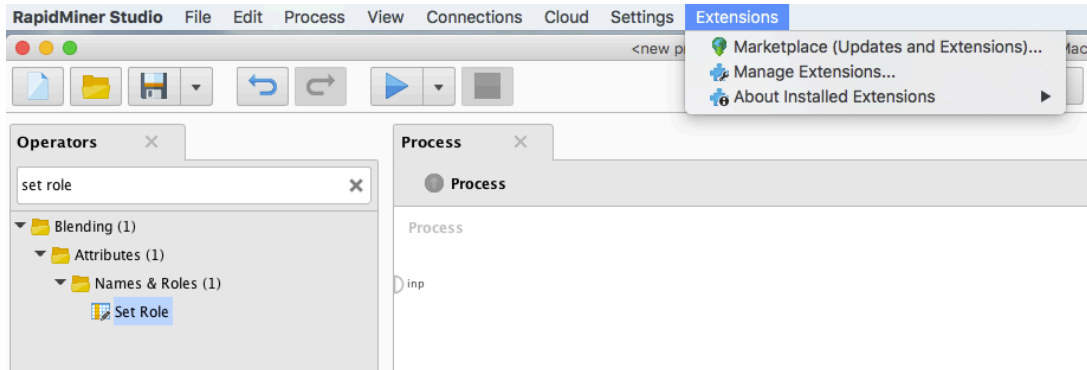 RapidMiner Studio File Edit Process View Connections Cloud Settings Extensions
<new p
Marketplace (Updates and Extensions)...
Mac
Manage Extensions...
About Installed Extensions
Operators
Process
set role
Process
Blending (1)
Process
Attributes (1)
Names & Roles (1)
inp
Set Role